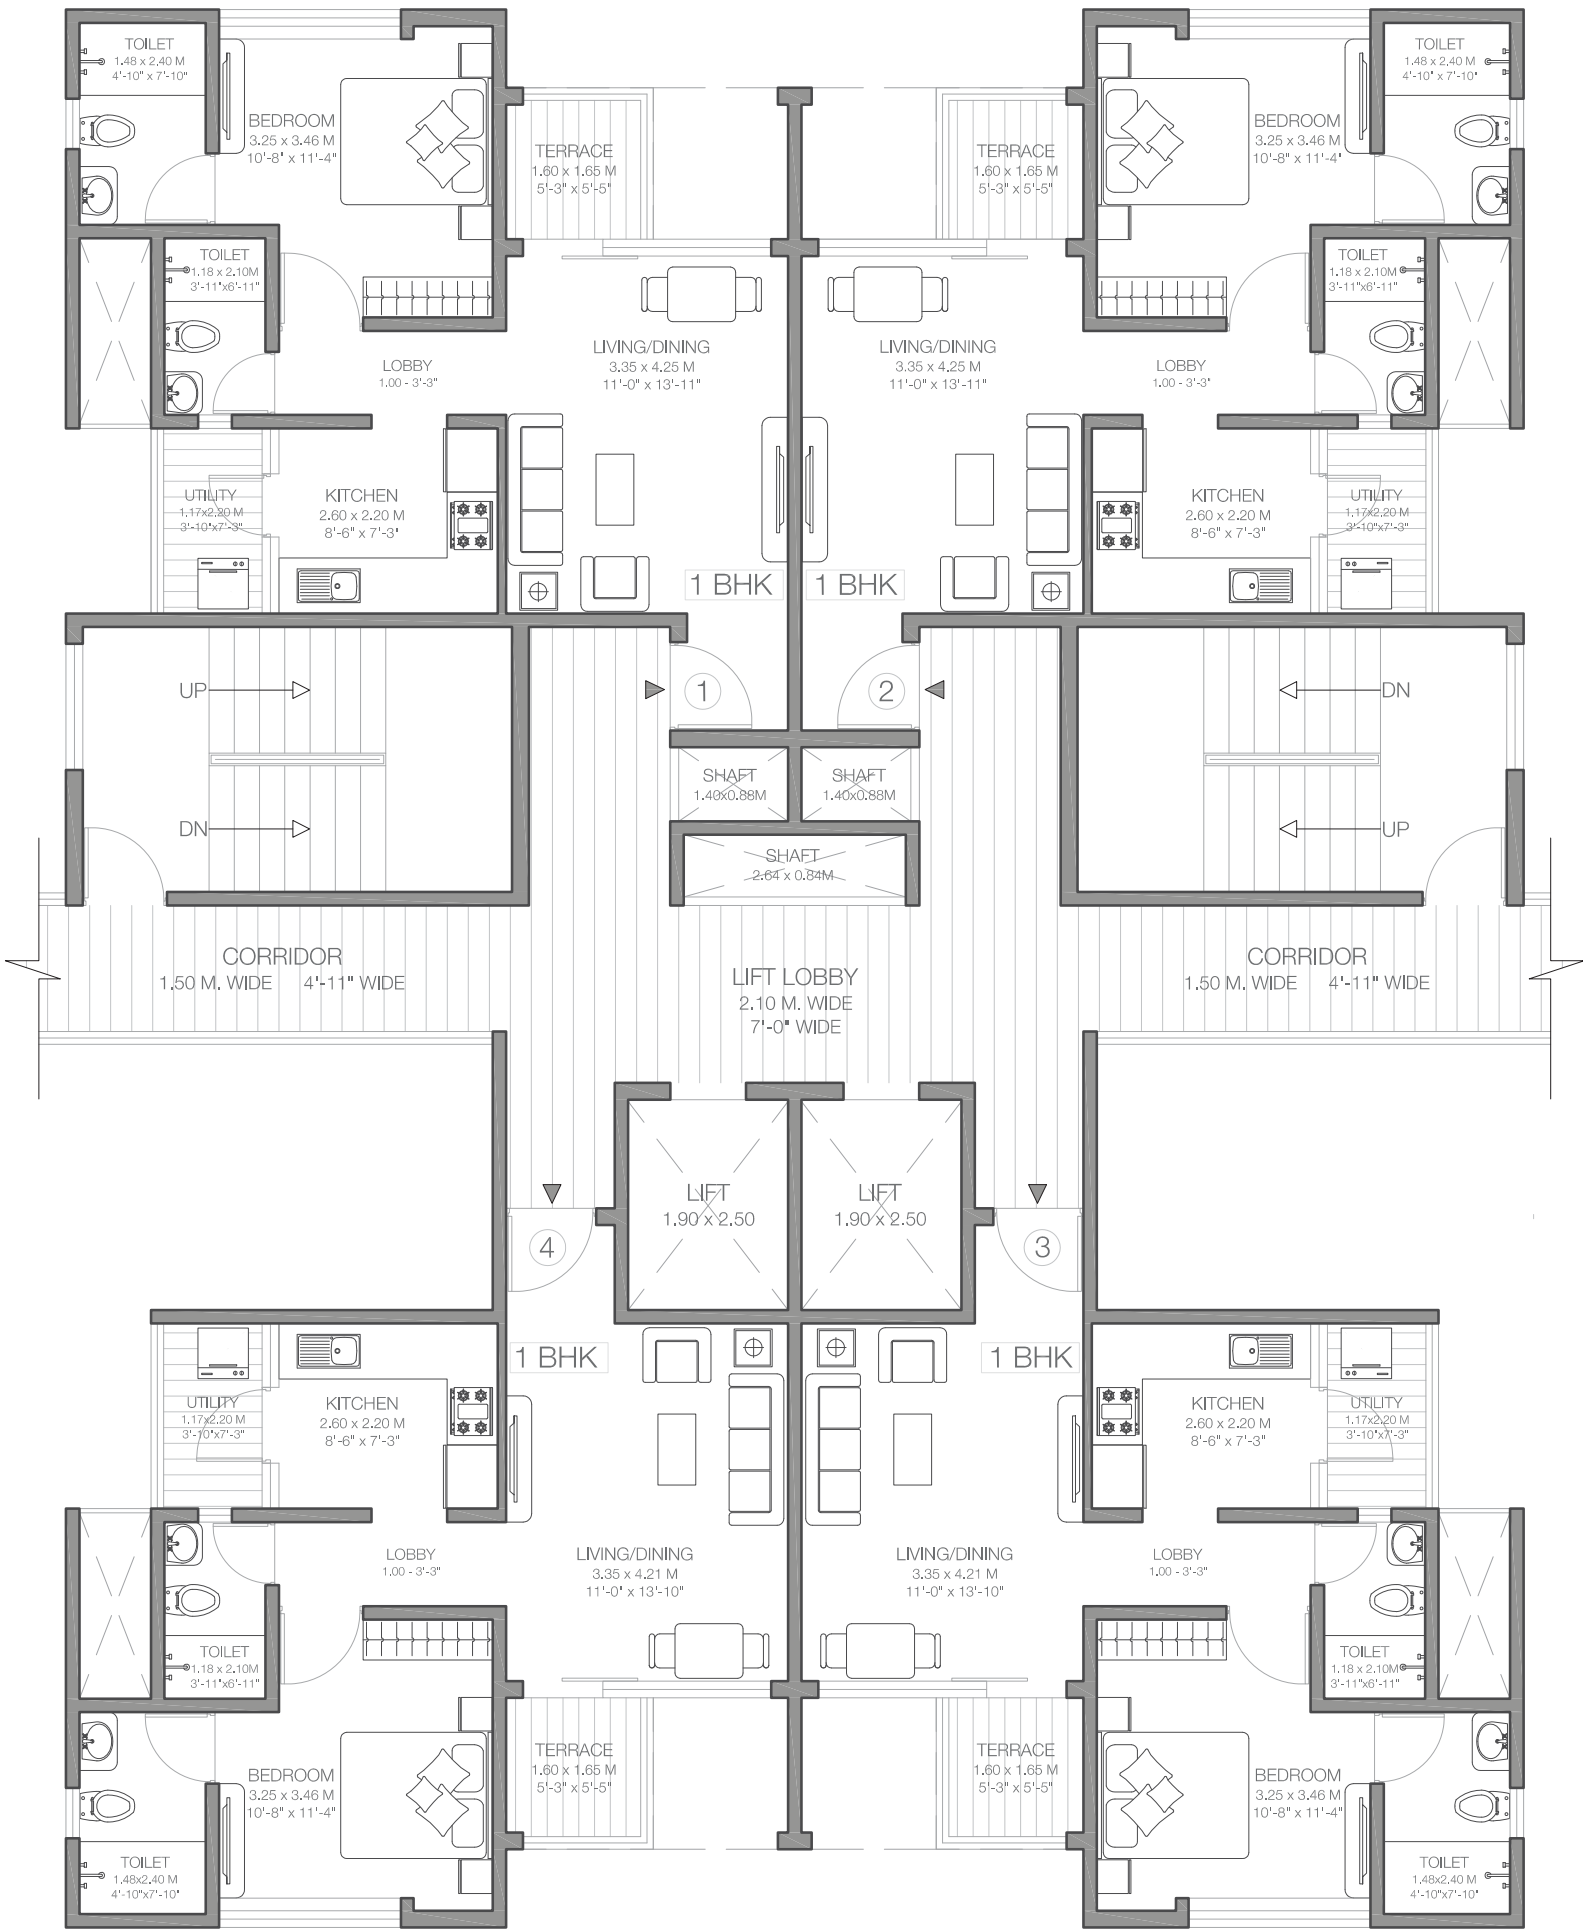 TOILET
1.48 x 2.40 M
4'-10" x 7'-10"
BEDROOM
3.25 x 3.46 M
10'-8" x 11'-4"
TERRACE
1.60 x 1.65 M
5'-3" x 5'-5"
TERRACE
1.60 x 1.65 M
5'-3" x 5'-5"
BEDROOM
3.25 x 3.46 M
10'-8" x 11'-4"
TOILET
1.48 x 2.40 M
4'-10" x 7'-10"
TOILET
1.18 x 2.10M
3'-11"x6'-11"
TOILET
1.18 x 2.10M
3'-11"x6'-11"
LOBBY
1.00 - 3'-3"
LIVING/DINING
3.35 x 4.25 M
11'-0" x 13'-11"
LIVING/DINING
3.35 x 4.25 M
11'-0" x 13'-11"
LOBBY
1.00 - 3'-3"
UTILITY
1.17x2.20 M
3'-10"x7'-3"
KITCHEN
2.60 x 2.20 M
8'-6" x 7'-3"
KITCHEN
2.60 x 2.20 M
8'-6" x 7'-3"
UTILITY
1.17x2.20 M
3'-10"x7'-3"
1 BHK
1 BHK
UP
1
2
DN
SHAFT
1.40x0.88M
SHAFT
1.40x0.88M
DN
UP
SHAFT
2.64 x 0.84M
CORRIDOR
1.50 M. WIDE 4'-11" WIDE
LIFT LOBBY
2.10 M. WIDE
7'-0" WIDE
CORRIDOR
1.50 M. WIDE 4'-11" WIDE
LIFT
1.90 x 2.50
LIFT
1.90 x 2.50
4
3
1 BHK
1 BHK
UTILITY
1.17x2.20 M
3'-10"x7'-3"
KITCHEN
2.60 x 2.20 M
8'-6" x 7'-3"
KITCHEN
2.60 x 2.20 M
8'-6" x 7'-3"
UTILITY
1.17x2.20 M
3'-10"x7'-3"
LOBBY
1.00 - 3'-3"
LIVING/DINING
3.35 x 4.21 M
11'-0" x 13'-10"
LIVING/DINING
3.35 x 4.21 M
11'-0" x 13'-10"
LOBBY
1.00 - 3'-3"
TOILET
1.18 x 2.10M
3'-11"x6'-11"
TOILET
1.18 x 2.10M
3'-11"x6'-11"
BEDROOM
3.25 x 3.46 M
10'-8" x 11'-4"
TERRACE
1.60 x 1.65 M
5'-3" x 5'-5"
TERRACE
1.60 x 1.65 M
5'-3" x 5'-5"
BEDROOM
3.25 x 3.46 M
10'-8" x 11'-4"
TOILET
1.48x2.40 M
4'-10"x7'-10"
TOILET
1.48x2.40 M
4'-10"x7'-10"